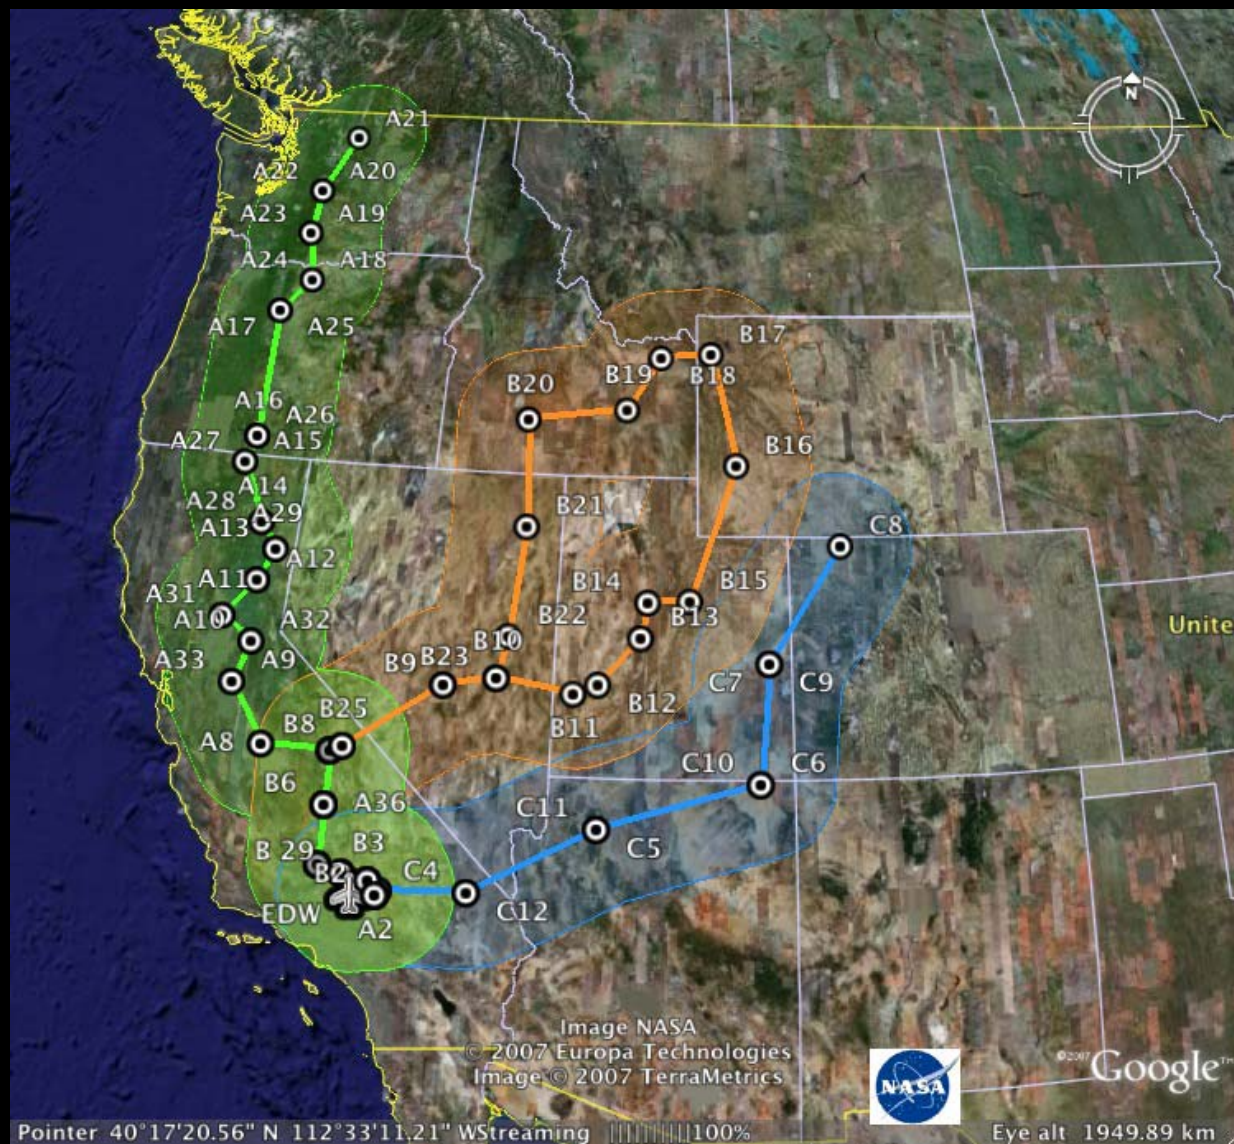 N
A21
A22 A20
A23 A19
A24 A18
A17 A25
B17
B19 B18
B20
A16 A26
A27 A15
B16
A14
A28 A29
A13
B21
C8
A12
A11 B14 B15
A31
A10 A32 B22 B13
Unite
A33 A9 B23 B10
B9 C7 C9
B12
B25 B11
A8 B8
B6 C10 C6
A36
C11
C5
B 29 B3
B2 C4
EDW A2 C12
Image NASA
© 2007 Europa Technologies
Image © 2007 TerraMetrics
NASA
©2007 Google™
Pointer 40°17'20.56" N 112°33'11.21" W Streaming ||||||||| 100% Eye alt 1949.89 km